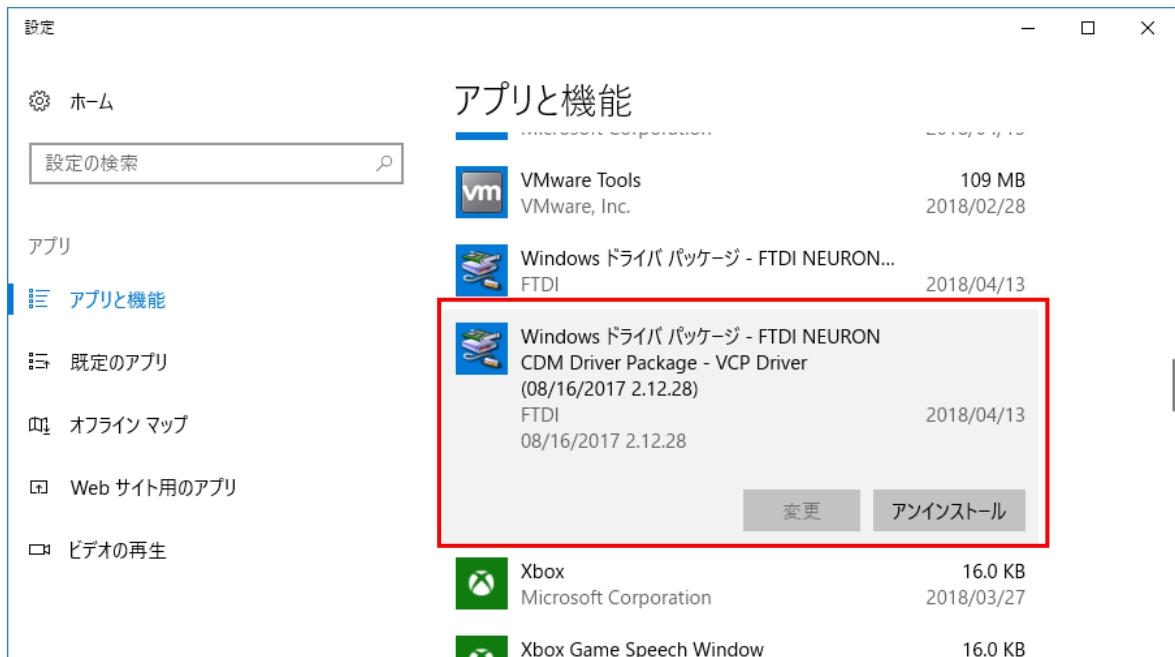 設定
ホーム
設定の検索
アプリ
アプリと機能
既定のアプリ
オフライン マップ
Web サイト用のアプリ
ビデオの再生
アプリと機能
Microsoft Corporation 2018/04/13
vm
VMware Tools 109 MB
VMware, Inc. 2018/02/28
Windows ドライバ パッケージ - FTDI NEURON...
FTDI 2018/04/13
Windows ドライバ パッケージ - FTDI NEURON
CDM Driver Package - VCP Driver
(08/16/2017 2.12.28)
FTDI 2018/04/13
08/16/2017 2.12.28
変更 アンインストール
Xbox 16.0 KB
Microsoft Corporation 2018/03/27
Xbox Game Speech Window 16.0 KB